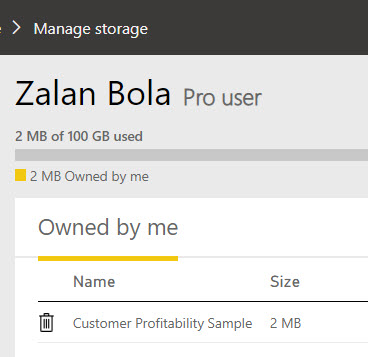 Manage storage
Zalan Bola Pro user
2 MB of 100 GB used
2 MB Owned by me
Owned by me
Name Size
Customer Profitability Sample 2 MB